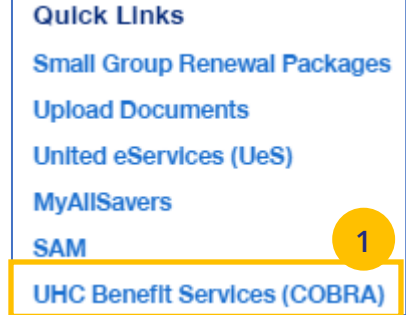 Quick Links
Small Group Renewal Packages
Upload Documents
United eServices (UeS)
MyAllSavers
SAM
1
UHC Benefit Services (COBRA)